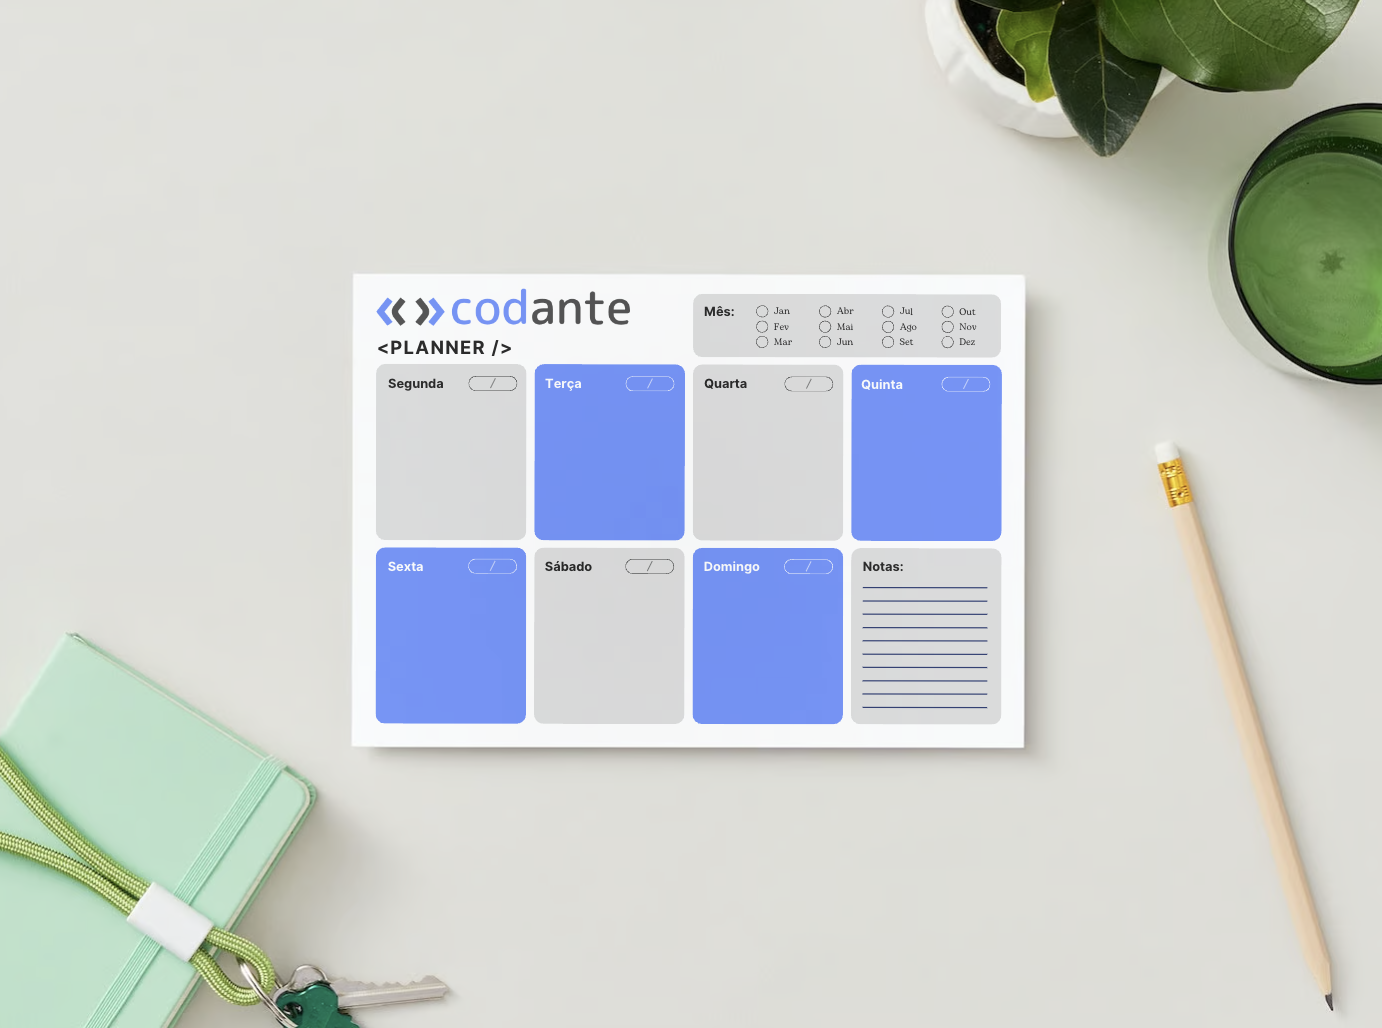 codante
<PLANNER />
Mês:
Jan Abr Jul Out
Fev Mai Ago Nov
Mar Jun Set Dez
Segunda /
Terça /
Quarta /
Quinta /
Sexta /
Sábado /
Domingo /
Notas: